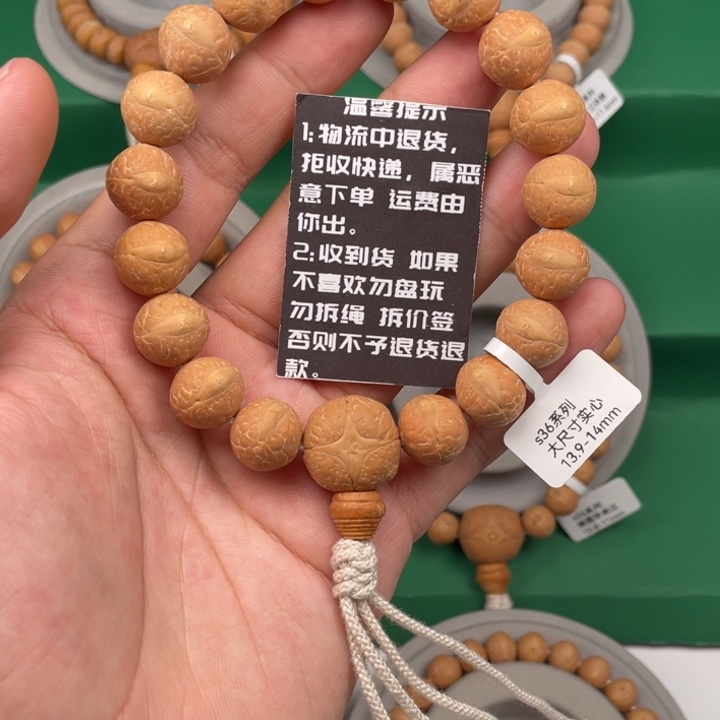 温馨提示
1:物流中退货,
拒收快递,属恶
意下单 运费由
你出。
2:收到货 如果
不喜欢勿盘玩
勿拆绳 拆价签
否则不予退货退
款。
s36系列
大尺寸实心
13.9-14mm